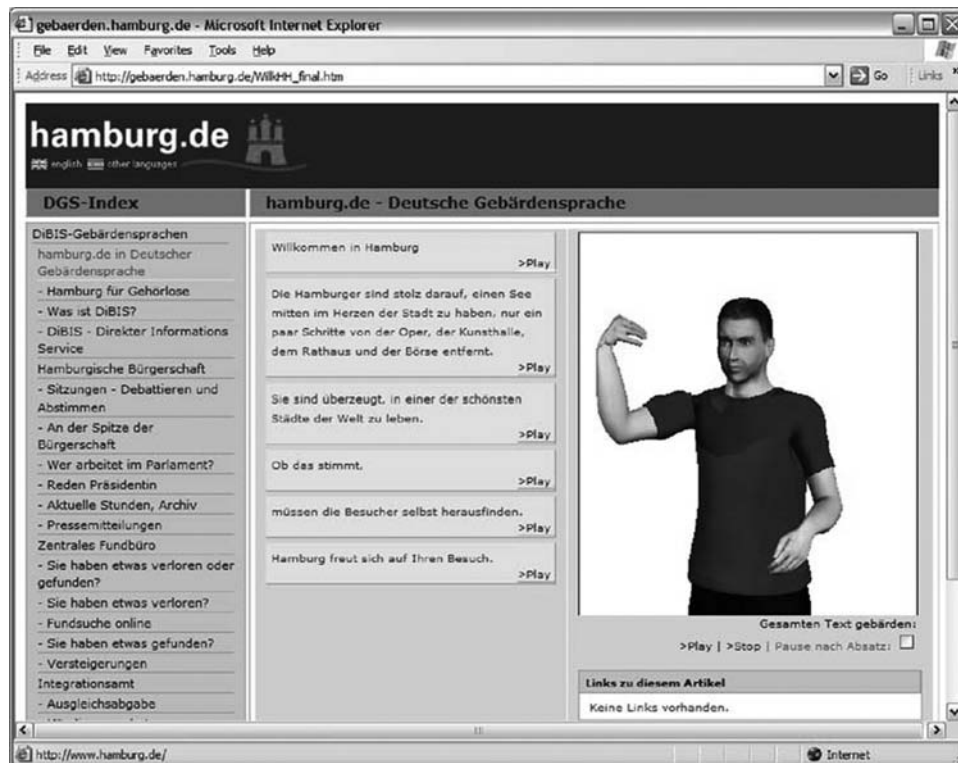 gebaerden.hamburg.de - Microsoft Internet Explorer
File Edit View Favorites Tools Help
Address http://gebaerden.hamburg.de/WilkHH_final.htm Go Links
hamburg.de
english other languages
DGS-Index
hamburg.de - Deutsche Gebärdensprache
DiBIS-Gebärdensprachen
hamburg.de in Deutscher
Gebärdensprache
- Hamburg für Gehörlose
- Was ist DiBIS?
- DiBIS - Direkter Informations
Service
Hamburgische Bürgerschaft
- Sitzungen - Debattieren und
Abstimmen
- An der Spitze der
Bürgerschaft
- Wer arbeitet im Parlament?
- Reden Präsidentin
- Aktuelle Stunden, Archiv
- Pressemitteilungen
Zentrales Fundbüro
- Sie haben etwas verloren oder
gefunden?
- Sie haben etwas verloren?
- Fundsuche online
- Sie haben etwas gefunden?
- Versteigerungen
Integrationsamt
- Ausgleichsabgabe
Willkommen in Hamburg
>Play
Die Hamburger sind stolz darauf, einen See
mitten im Herzen der Stadt zu haben, nur ein
paar Schritte von der Oper, der Kunsthalle,
dem Rathaus und der Börse entfernt.
>Play
Sie sind überzeugt, in einer der schönsten
Städte der Welt zu leben.
>Play
Ob das stimmt,
>Play
müssen die Besucher selbst herausfinden.
>Play
Hamburg freut sich auf Ihren Besuch.
>Play
Gesamten Text gebärden:
>Play | >Stop | Pause nach Absatz:
Links zu diesem Artikel
Keine Links vorhanden.
http://www.hamburg.de/ Internet